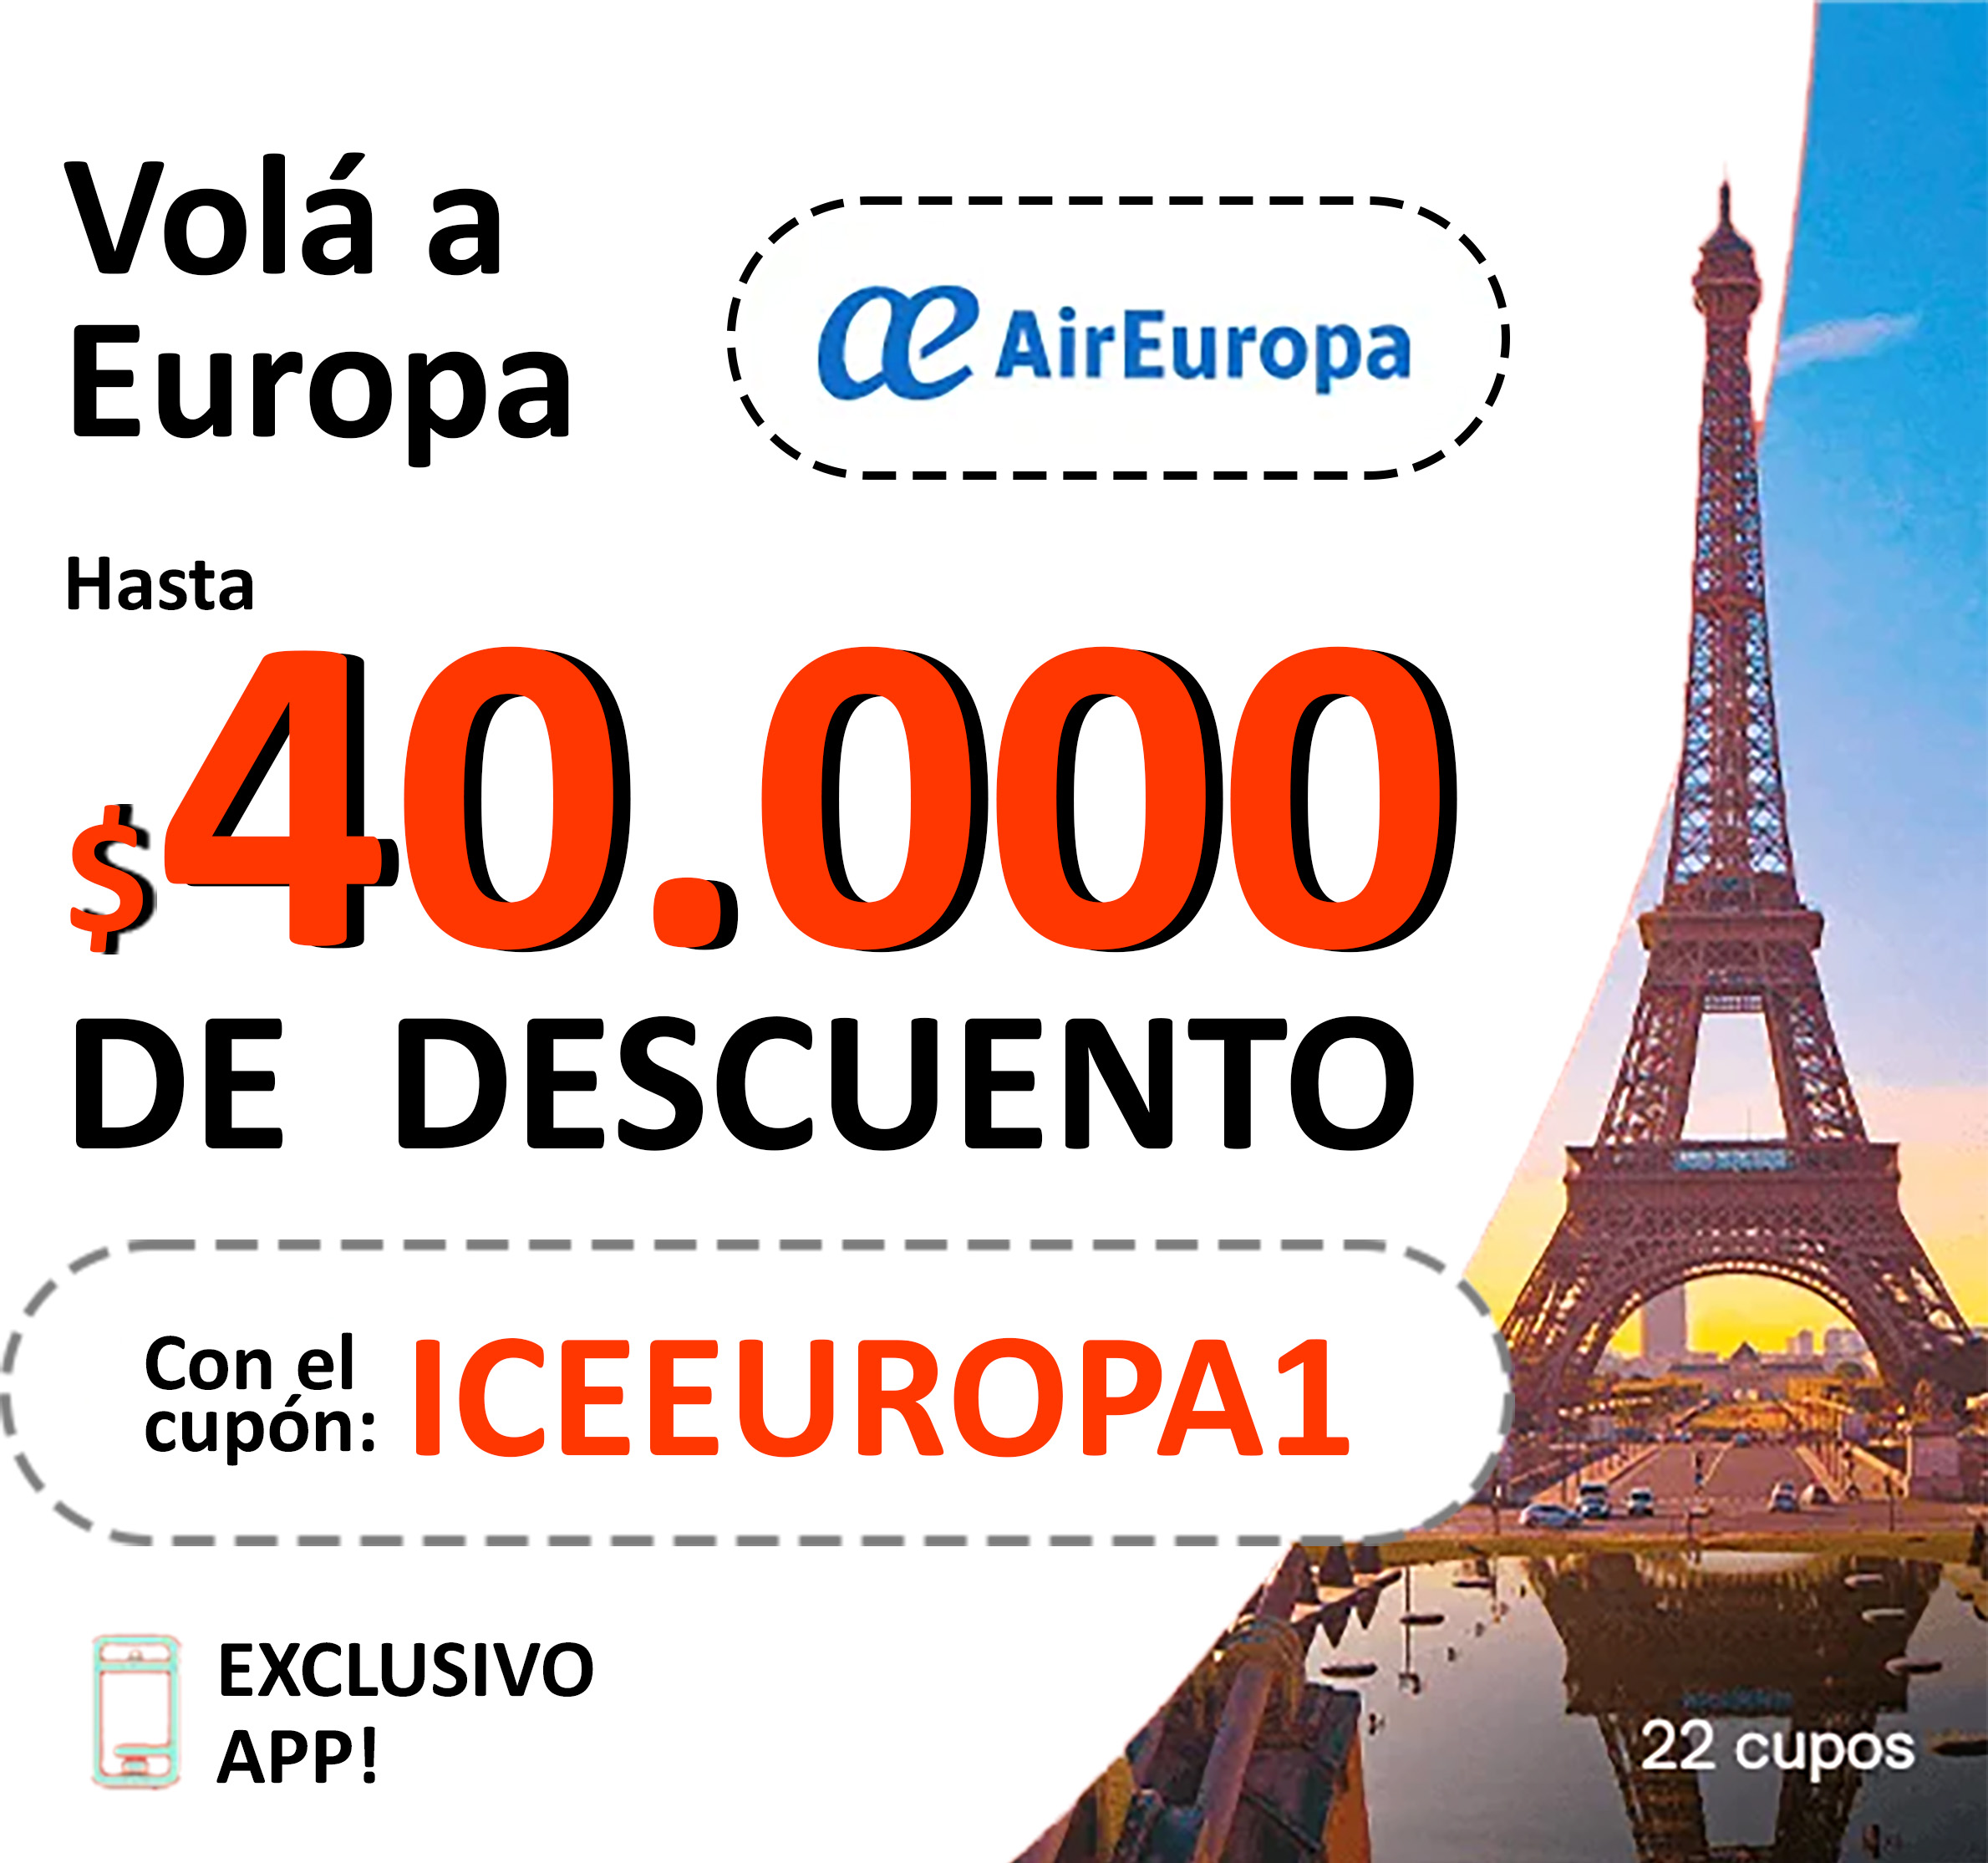 Volá a
Europa
æ AirEuropa
Hasta
$40.000
DE DESCUENTO
Con el
cupón: ICEEUROPA1
EXCLUSIVO
APP!
22 cupos